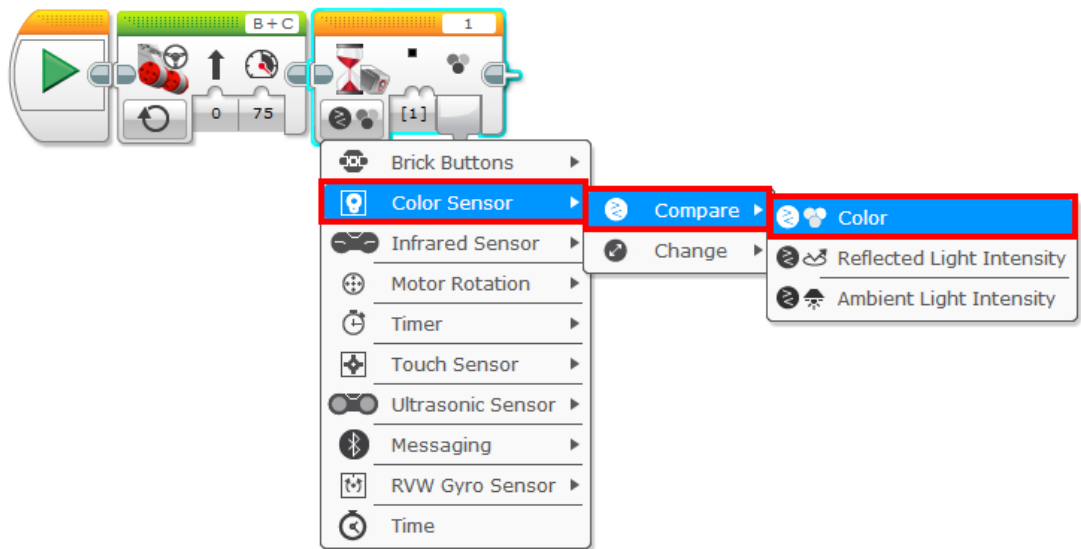 B + C
1
0 75
[1]
Brick Buttons
Color Sensor
Compare
Color
Infrared Sensor
Change
Reflected Light Intensity
Motor Rotation
Ambient Light Intensity
Timer
Touch Sensor
Ultrasonic Sensor
Messaging
RVW Gyro Sensor
Time